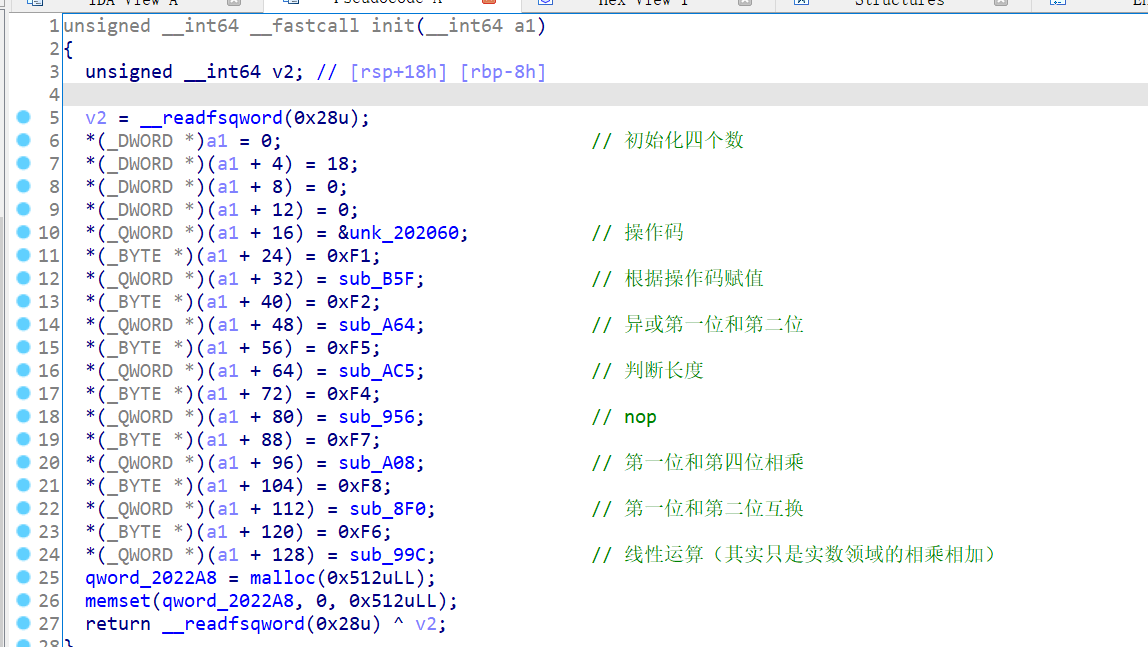 IDA View A Pseudocode A Hex View 1 Structures En
1 unsigned __int64 __fastcall init(__int64 a1)
2 {
3 unsigned __int64 v2; // [rsp+18h] [rbp-8h]
4
5 v2 = __readfsqword(0x28u);
6 *(_DWORD *)a1 = 0; // 初始化四个数
7 *(_DWORD *)(a1 + 4) = 18;
8 *(_DWORD *)(a1 + 8) = 0;
9 *(_DWORD *)(a1 + 12) = 0;
10 *(_QWORD *)(a1 + 16) = &unk_202060; // 操作码
11 *(_BYTE *)(a1 + 24) = 0xF1;
12 *(_QWORD *)(a1 + 32) = sub_B5F; // 根据操作码赋值
13 *(_BYTE *)(a1 + 40) = 0xF2;
14 *(_QWORD *)(a1 + 48) = sub_A64; // 异或第一位和第二位
15 *(_BYTE *)(a1 + 56) = 0xF5;
16 *(_QWORD *)(a1 + 64) = sub_AC5; // 判断长度
17 *(_BYTE *)(a1 + 72) = 0xF4;
18 *(_QWORD *)(a1 + 80) = sub_956; // nop
19 *(_BYTE *)(a1 + 88) = 0xF7;
20 *(_QWORD *)(a1 + 96) = sub_A08; // 第一位和第四位相乘
21 *(_BYTE *)(a1 + 104) = 0xF8;
22 *(_QWORD *)(a1 + 112) = sub_8F0; // 第一位和第二位互换
23 *(_BYTE *)(a1 + 120) = 0xF6;
24 *(_QWORD *)(a1 + 128) = sub_99C; // 线性运算（其实只是实数领域的相乘相加）
25 qword_2022A8 = malloc(0x512uLL);
26 memset(qword_2022A8, 0, 0x512uLL);
27 return __readfsqword(0x28u) ^ v2;
28 }